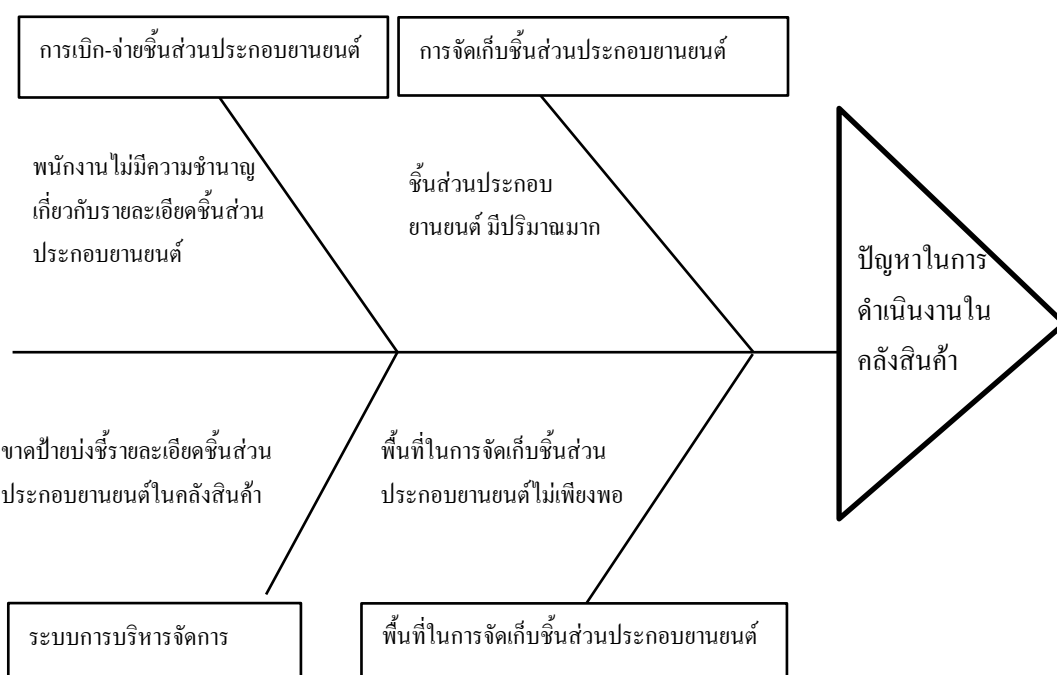 การเบิก-จ่ายชิ้นส่วนประกอบยานยนต์
การจัดเก็บชิ้นส่วนประกอบยานยนต์
พนักงานไม่มีความชำนาญ
เกี่ยวกับรายละเอียดชิ้นส่วน
ประกอบยานยนต์
ชิ้นส่วนประกอบ
ยานยนต์ มีปริมาณมาก
ปัญหาในการ
ดำเนินงานใน
คลังสินค้า
ขาดป้ายบ่งชี้รายละเอียดชิ้นส่วน
ประกอบยานยนต์ในคลังสินค้า
พื้นที่ในการจัดเก็บชิ้นส่วน
ประกอบยานยนต์ไม่เพียงพอ
ระบบการบริหารจัดการ
พื้นที่ในการจัดเก็บชิ้นส่วนประกอบยานยนต์